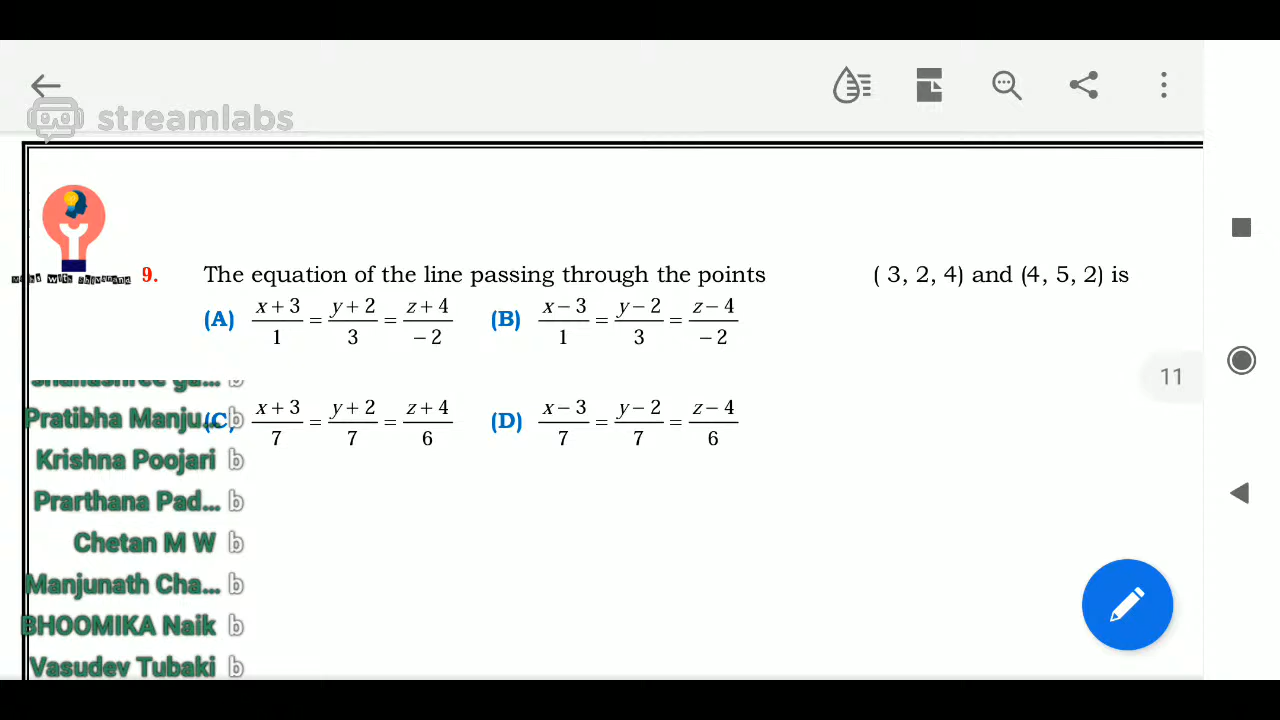 streamlabs
9. The equation of the line passing through the points ( 3, 2, 4) and (4, 5, 2) is
(A) x + 3 / 1 = y + 2 / 3 = z + 4 / − 2 (B) x − 3 / 1 = y − 2 / 3 = z − 4 / − 2
11
(C) x + 3 / 7 = y + 2 / 7 = z + 4 / 6 (D) x − 3 / 7 = y − 2 / 7 = z − 4 / 6
b
Pratibha Manju... b
Krishna Poojari b
Prarthana Pad... b
Chetan M W b
Manjunath Cha... b
BHOOMIKA Naik b
Vasudev Tubaki b